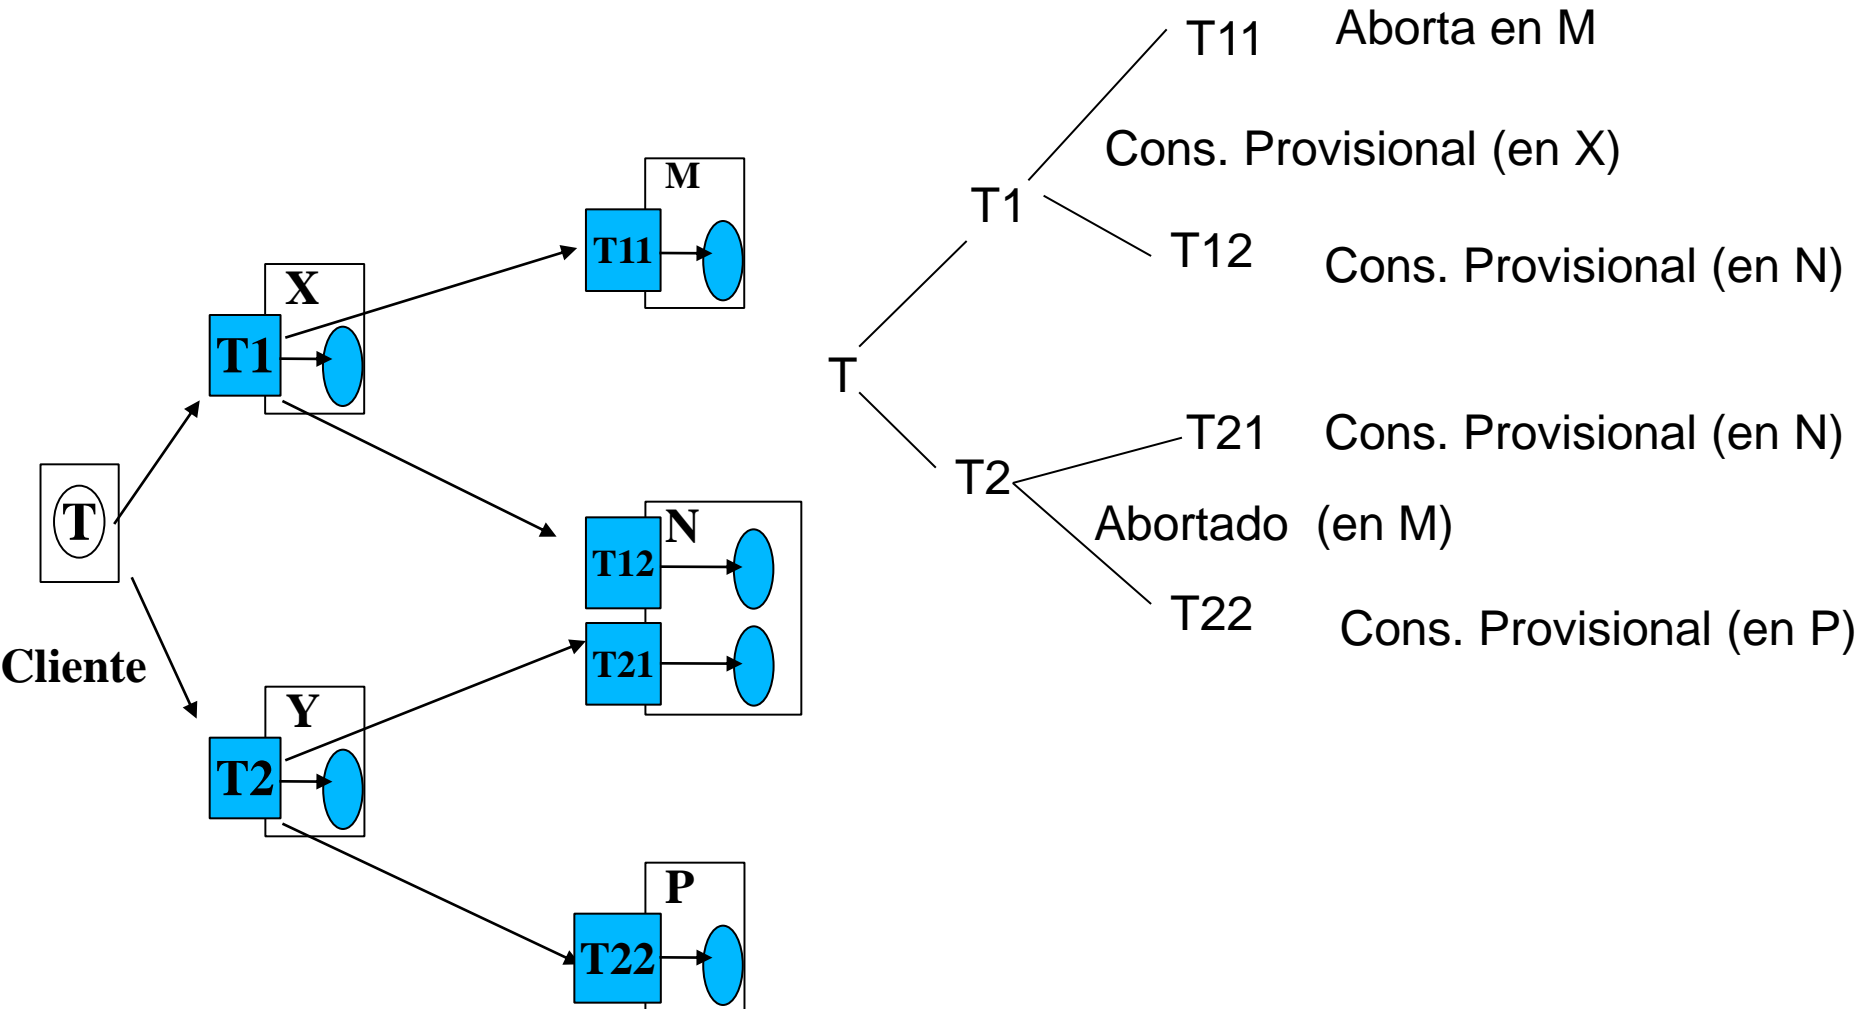 M
T11
X
T1
T
Cliente
N
T12
T21
Y
T2
P
T22
T11 Aborta en M
Cons. Provisional (en X)
T1
T12 Cons. Provisional (en N)
T
T21 Cons. Provisional (en N)
T2
Abortado (en M)
T22 Cons. Provisional (en P)